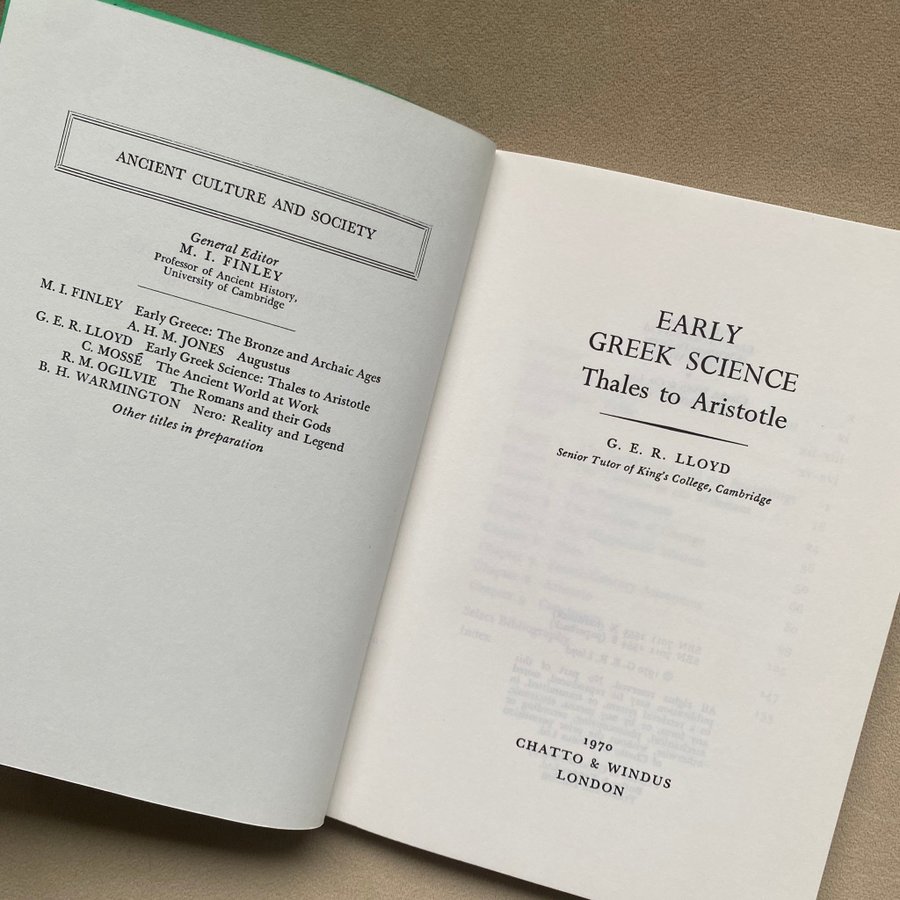 ANCIENT CULTURE AND SOCIETY
General Editor
M. I. FINLEY
Professor of Ancient History,
University of Cambridge
M. I. FINLEY Early Greece: The Bronze and Archaic Ages
A. H. M. JONES Augustus
G. E. R. LLOYD Early Greek Science: Thales to Aristotle
C. MOSSÉ The Ancient World at Work
R. M. OGILVIE The Romans and their Gods
B. H. WARMINGTON Nero: Reality and Legend
Other titles in preparation
EARLY
GREEK SCIENCE
Thales to Aristotle
G. E. R. LLOYD
Senior Tutor of King's College, Cambridge
1970
CHATTO & WINDUS
LONDON